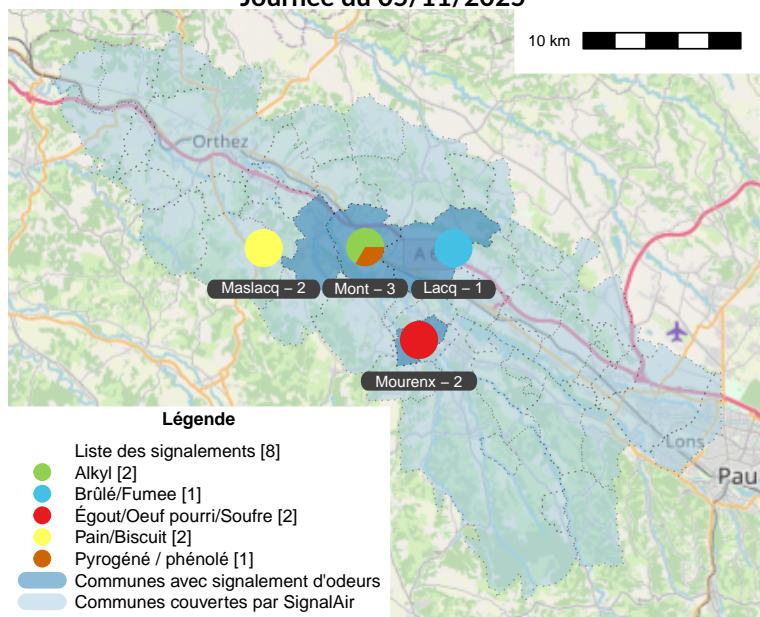 Journée du 05/11/2025
10 km
Orthez
A 6
Maslacq – 2
Mont – 3
Lacq – 1
Mourenx – 2
Lons
Pau
Légende
Liste des signalements [8]
Alkyl [2]
Brûlé/Fumee [1]
Égout/Oeuf pourri/Soufre [2]
Pain/Biscuit [2]
Pyrogéné / phénolé [1]
Communes avec signalement d'odeurs
Communes couvertes par SignalAir